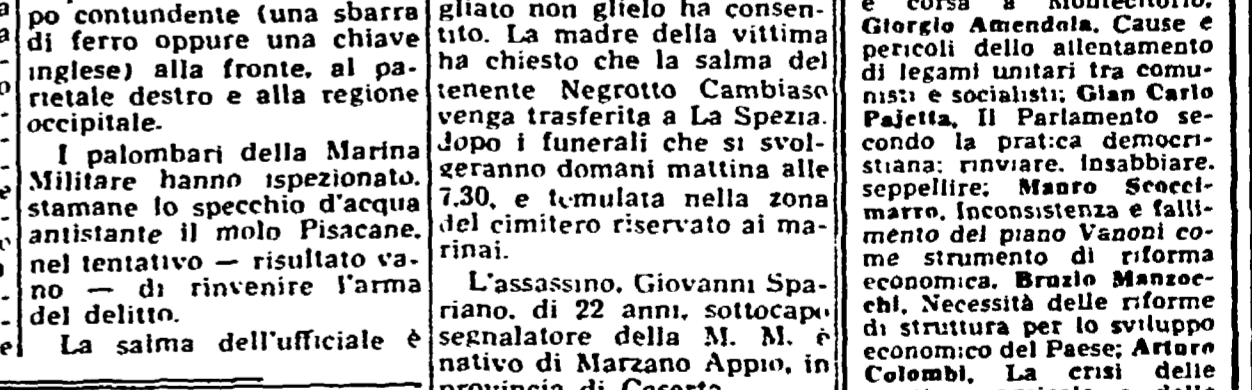 po contundente (una sbarra
di ferro oppure una chiave
inglese) alla fronte, al pa-
rietale destro e alla regione
occipitale.
I palombari della Marina
Militare hanno ispezionato,
stamane lo specchio d'acqua
antistante il molo Pisacane,
nel tentativo — risultato va-
no — di rinvenire l'arma
del delitto.
La salma dell'ufficiale è
gliato non glielo ha consen-
tito. La madre della vittima
ha chiesto che la salma del
tenente Negrotto Cambiaso
venga trasferita a La Spezia.
dopo i funerali che si svol-
geranno domani mattina alle
7.30, e tumulata nella zona
del cimitero riservato ai ma-
rinai.
L'assassino, Giovanni Spa-
riano, di 22 anni, sottocapo
segnalatore della M. M. è
nativo di Marzano Appio, in
provincia di Caserta
e corsa a Montecitorio.
Giorgio Amendola, Cause e
pericoli dello allentamento
di legami unitari tra comu-
nisti e socialisti; Gian Carlo
Pajetta, Il Parlamento se-
condo la pratica democri-
stiana: rinviare, insabbiare,
seppellire; Mauro Scocci-
marro, Inconsistenza e falli-
mento del piano Vanoni co-
me strumento di riforma
economica, Bruzio Manzoc-
chi, Necessità delle riforme
di struttura per lo sviluppo
economico del Paese; Arturo
Colombi, La crisi delle